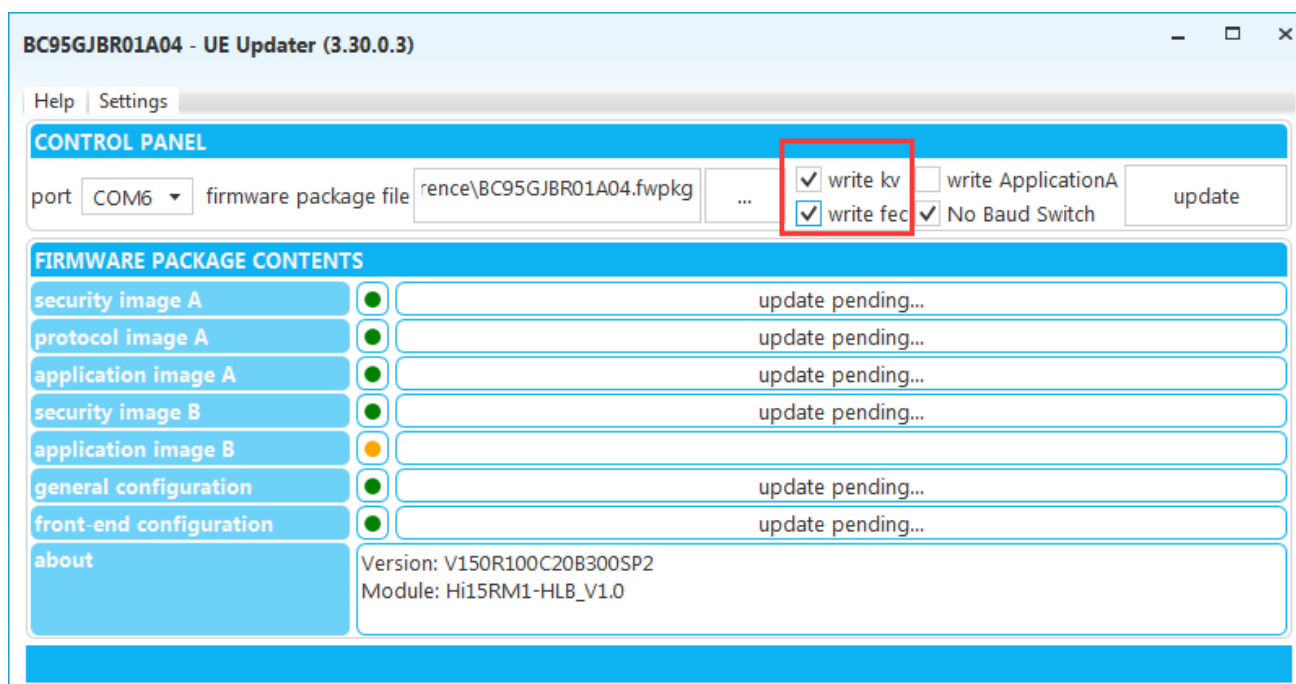 BC95GJBR01A04 - UE Updater (3.30.0.3)
Help Settings
CONTROL PANEL
port COM6 firmware package file rence\BC95GJBR01A04.fwpkg ... write kv write ApplicationA update
write fec No Baud Switch
FIRMWARE PACKAGE CONTENTS
security image A update pending...
protocol image A update pending...
application image A update pending...
security image B update pending...
application image B
general configuration update pending...
front-end configuration update pending...
about Version: V150R100C20B300SP2
Module: Hi15RM1-HLB_V1.0